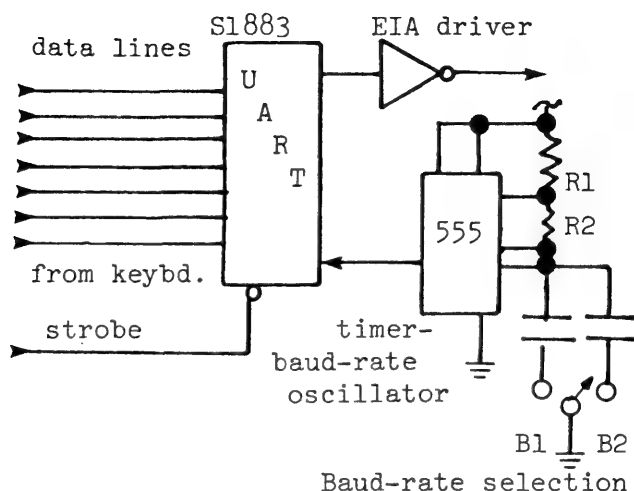 S1883
EIA driver
data lines
U
A
R
T
R1
R2
555
from keybd.
strobe
timer-
baud-rate
oscillator
B1
B2
Baud-rate selection